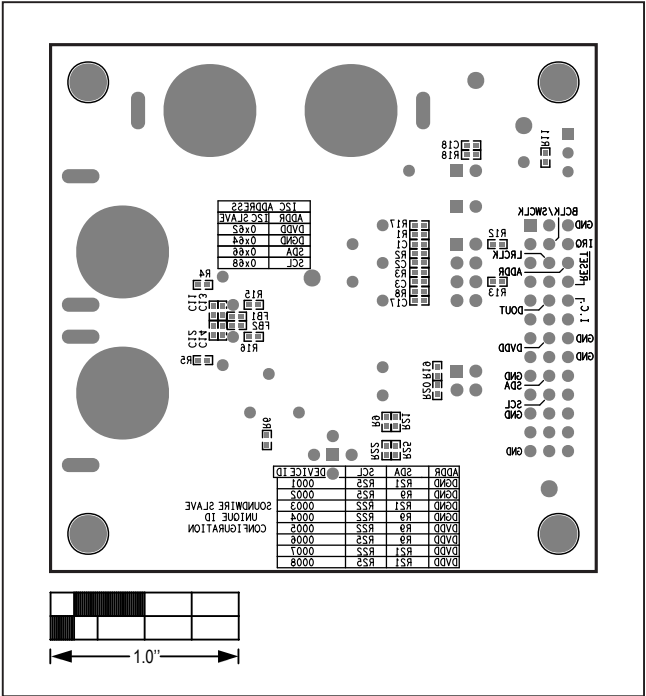 R11
C18
R18
BCLK/SWCLK
GND
IRQ
LRCLK
RESET
ADDR
I²C
DOUT
GND
DVDD
GND
GND
SDA
SCL
GND
GND
R17
R1
C1
R2
C2
R3
C3
R8
C17
R12
R13
I2C ADDRESS
ADDR I2C SLAVE
DVDD 0x62
DGND 0x64
SDA 0x66
SCL 0x68
R4
C11
C13
R15
FB1
FB2
C12
C14
R16
R5
R19
R20
R9
R21
R6
R22
R25
ADDR SDA SCL DEVICE ID
DGND R21 R25 0001
DGND R9 R25 0002
DGND R21 R22 0003
DGND R9 R22 0004
DVDD R9 R22 0005
DVDD R9 R25 0006
DVDD R21 R22 0007
DVDD R21 R25 0008
SOUNDWIRE SLAVE
UNIQUE ID
CONFIGURATION
1.0"